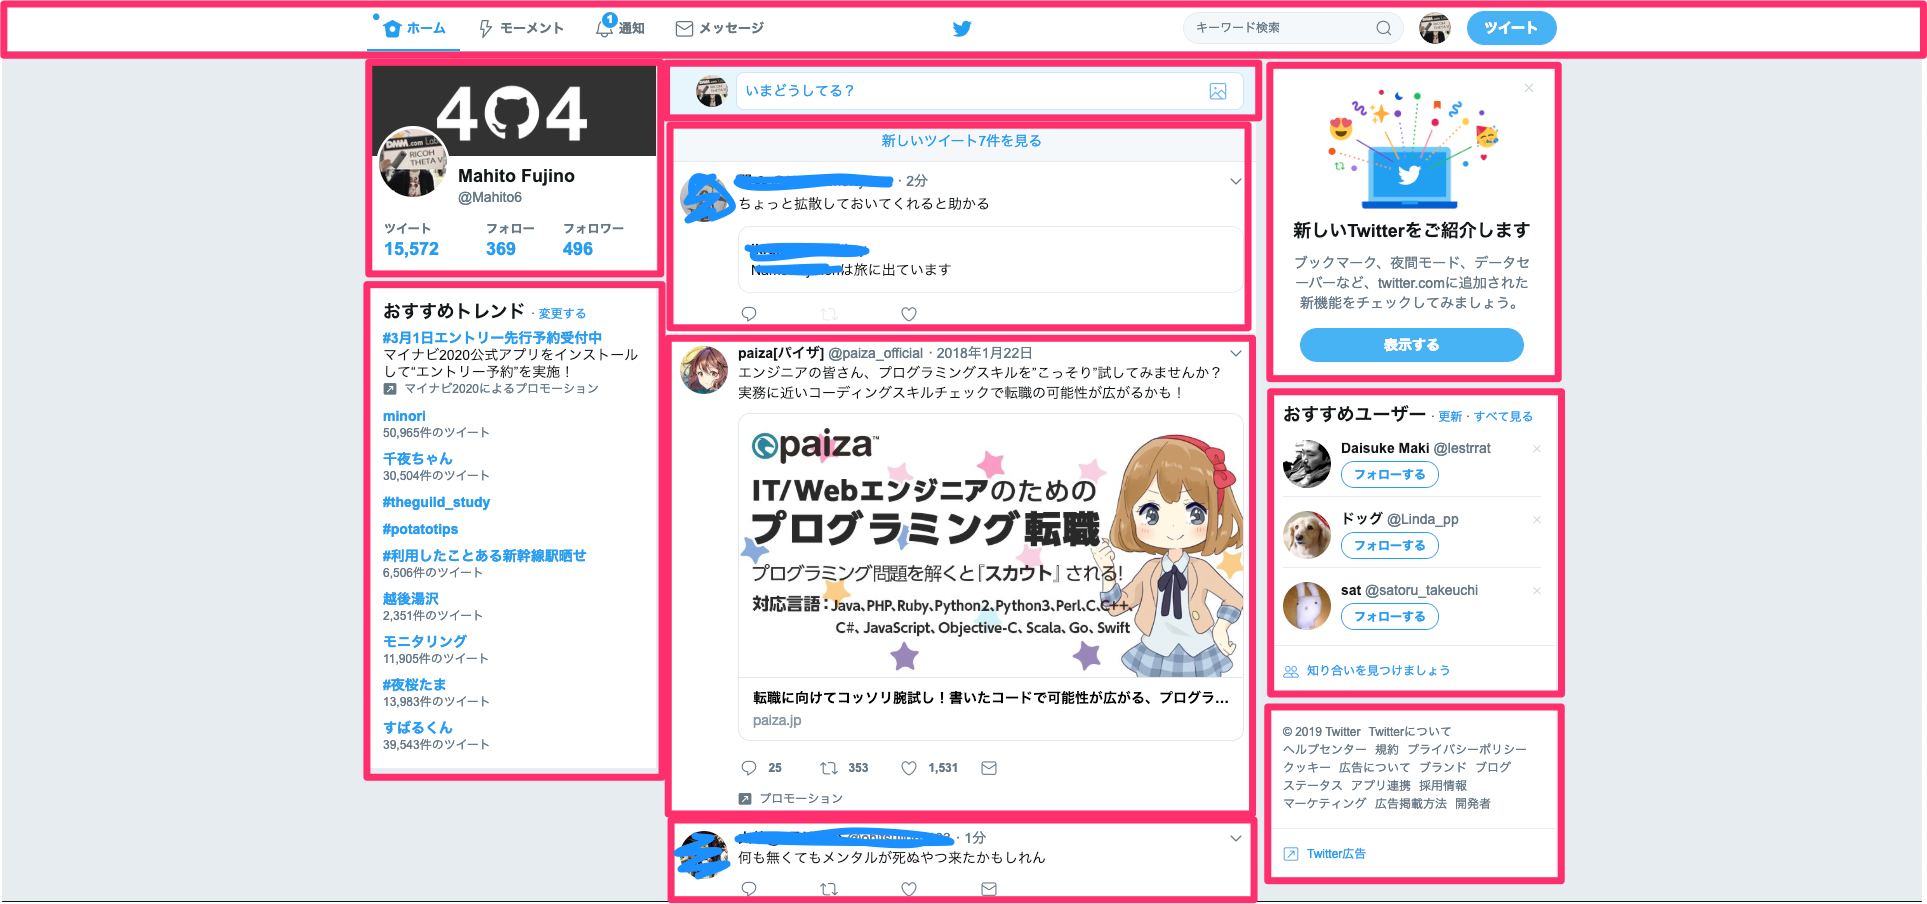 ホーム
モーメント
1
通知
メッセージ
キーワード検索
ツイート
404
DMM.com
RICOH
THETA V
Mahito Fujino
@Mahito6
ツイート フォロー フォロワー
15,572 369 496
おすすめトレンド · 変更する
#3月1日エントリー先行予約受付中
マイナビ2020公式アプリをインストール
して“エントリー予約”を実施！
マイナビ2020によるプロモーション
minori
50,965件のツイート
千夜ちゃん
30,504件のツイート
#theguild_study
#potatotips
#利用したことある新幹線駅晒せ
6,506件のツイート
越後湯沢
2,351件のツイート
モニタリング
11,905件のツイート
#夜桜たま
13,983件のツイート
すばるくん
39,543件のツイート
いまどうしてる？
新しいツイート7件を見る
· 2分
ちょっと拡散しておいてくれると助かる
は旅に出ています
paiza[パイザ] @paiza_official · 2018年1月22日
エンジニアの皆さん、プログラミングスキルを”こっそり”試してみませんか？
実務に近いコーディングスキルチェックで転職の可能性が広がるかも！
paiza™
IT/Webエンジニアのための
プログラミング転職
プログラミング問題を解くと『スカウト』される!
対応言語：Java、PHP、Ruby、Python2、Python3、Perl、C、C++、
C#、JavaScript、Objective-C、Scala、Go、Swift
転職に向けてコッソリ腕試し！書いたコードで可能性が広がる、プログラ...
paiza.jp
25 353 1,531
プロモーション
· 1分
何も無くてもメンタルが死ぬやつ来たかもしれん
新しいTwitterをご紹介します
ブックマーク、夜間モード、データセ
ーバーなど、twitter.comに追加された
新機能をチェックしてみましょう。
表示する
おすすめユーザー · 更新 · すべて見る
Daisuke Maki @lestrrat
フォローする
ドッグ @Linda_pp
フォローする
sat @satoru_takeuchi
フォローする
知り合いを見つけましょう
© 2019 Twitter Twitterについて
ヘルプセンター 規約 プライバシーポリシー
クッキー 広告について ブランド ブログ
ステータス アプリ連携 採用情報
マーケティング 広告掲載方法 開発者
Twitter広告